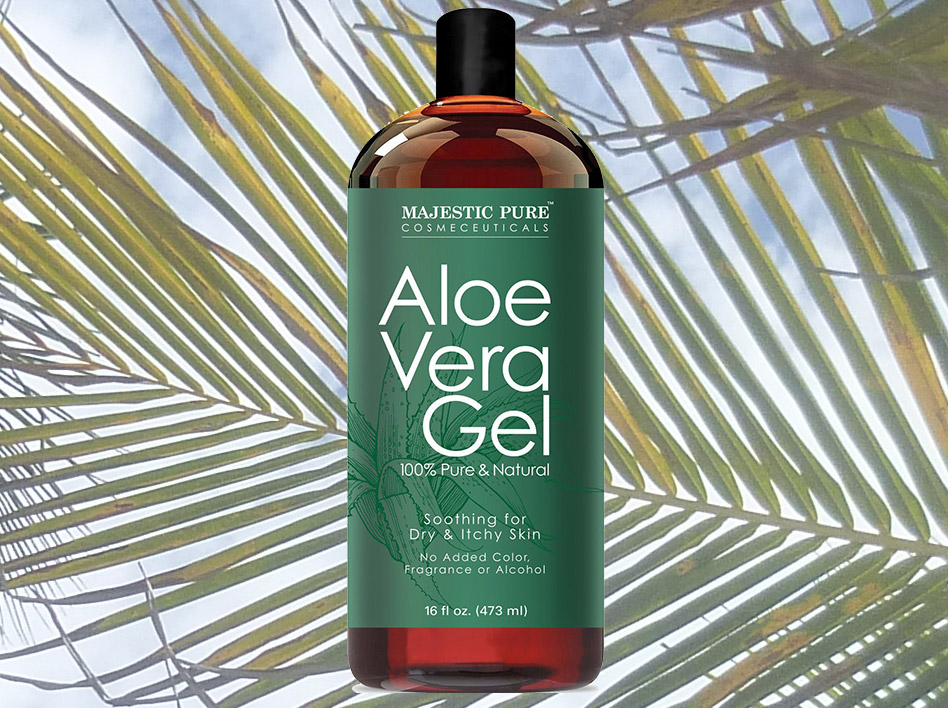 MAJESTIC PURE™
COSMECEUTICALS
Aloe
Vera
Gel
100% Pure & Natural
Soothing for
Dry & Itchy Skin
No Added Color,
Fragrance or Alcohol
16 fl oz. (473 ml)